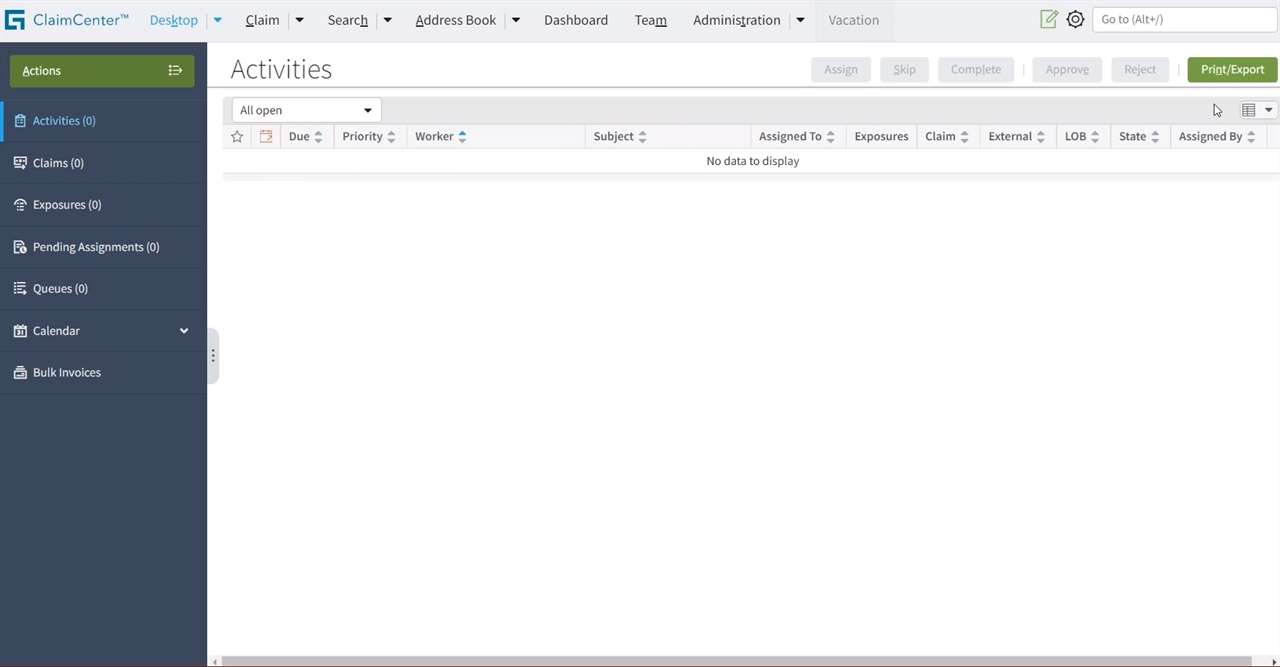 ClaimCenter™ Desktop Claim Search Address Book Dashboard Team Administration Vacation Go to (Alt+/)
Actions
Activities (0)
Claims (0)
Exposures (0)
Pending Assignments (0)
Queues (0)
Calendar
Bulk Invoices
Activities Assign Skip Complete Approve Reject Print/Export
All open
Due Priority Worker Subject Assigned To Exposures Claim External LOB State Assigned By
No data to display